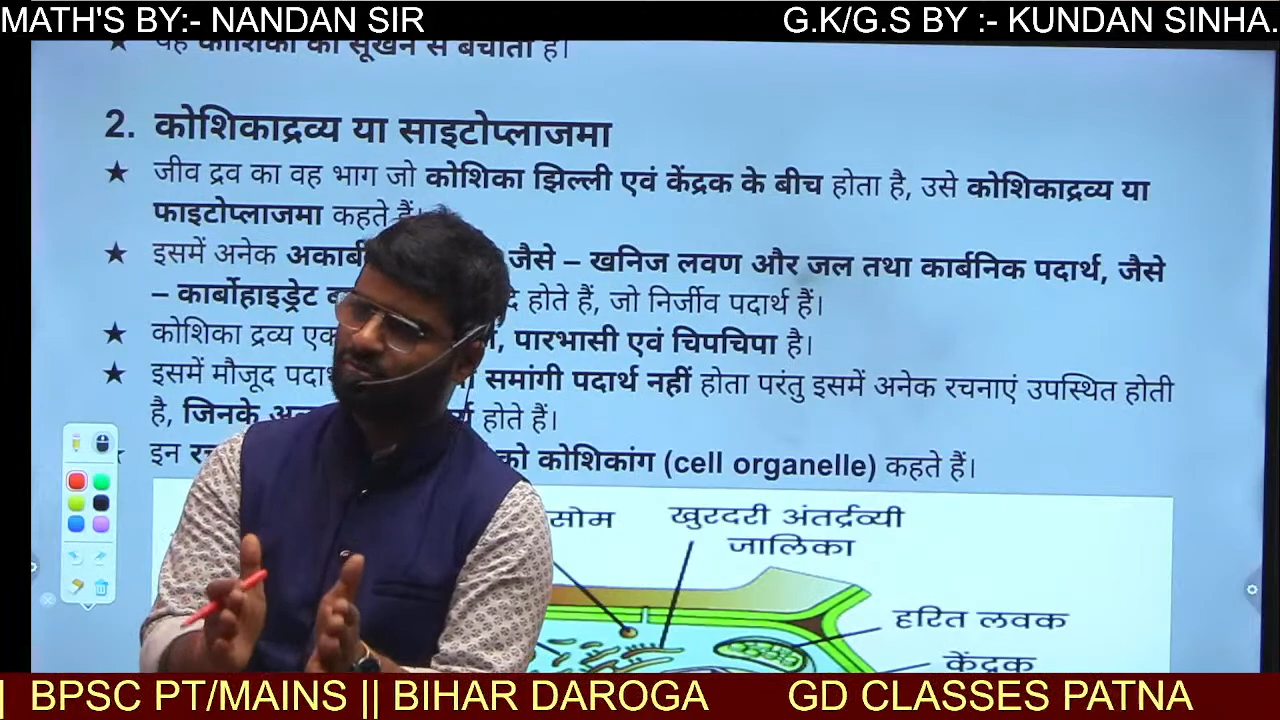 MATH'S BY:- NANDAN SIR
G.K/G.S BY :- KUNDAN SINHA.
यह कोशिका को सूखने से बचाता है।
2. कोशिकाद्रव्य या साइटोप्लाजमा
★ जीव द्रव का वह भाग जो कोशिका झिल्ली एवं केंद्रक के बीच होता है, उसे कोशिकाद्रव्य या
फाइटोप्लाजमा कहते हैं।
★ इसमें अनेक जैसे – खनिज लवण और जल तथा कार्बनिक पदार्थ, जैसे
– कार्बोहाइड्रेट होते हैं, जो निर्जीव पदार्थ हैं।
★ कोशिका द्रव्य पारभासी एवं चिपचिपा है।
★ इसमें मौजूद समांगी पदार्थ नहीं होता परंतु इसमें अनेक रचनाएं उपस्थित होती
है, जिनके होते हैं।
इन को कोशिकांग (cell organelle) कहते हैं।
खुरदरी अंतर्द्रव्यी
जालिका
हरित लवक
केंद्रक
| BPSC PT/MAINS || BIHAR DAROGA GD CLASSES PATNA